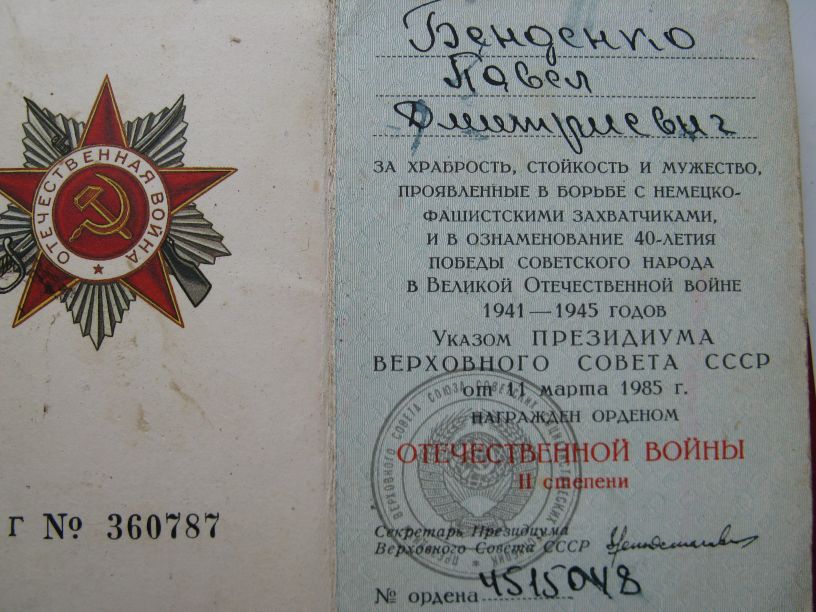 ОТЕЧЕСТВЕННАЯ ВОЙНА
Г № 360787
Бенденко
Павел
Дмитриевич
ЗА ХРАБРОСТЬ, СТОЙКОСТЬ И МУЖЕСТВО,
ПРОЯВЛЕННЫЕ В БОРЬБЕ С НЕМЕЦКО-
ФАШИСТСКИМИ ЗАХВАТЧИКАМИ,
И В ОЗНАМЕНОВАНИЕ 40-ЛЕТИЯ
ПОБЕДЫ СОВЕТСКОГО НАРОДА
В ВЕЛИКОЙ ОТЕЧЕСТВЕННОЙ ВОЙНЕ
1941—1945 ГОДОВ
УКАЗОМ ПРЕЗИДИУМА
ВЕРХОВНОГО СОВЕТА СССР
от 11 марта 1985 г.
НАГРАЖДЕН ОРДЕНОМ
ОТЕЧЕСТВЕННОЙ ВОЙНЫ
II степени
Секретарь Президиума
Верховного Совета СССР
№ ордена 4515048